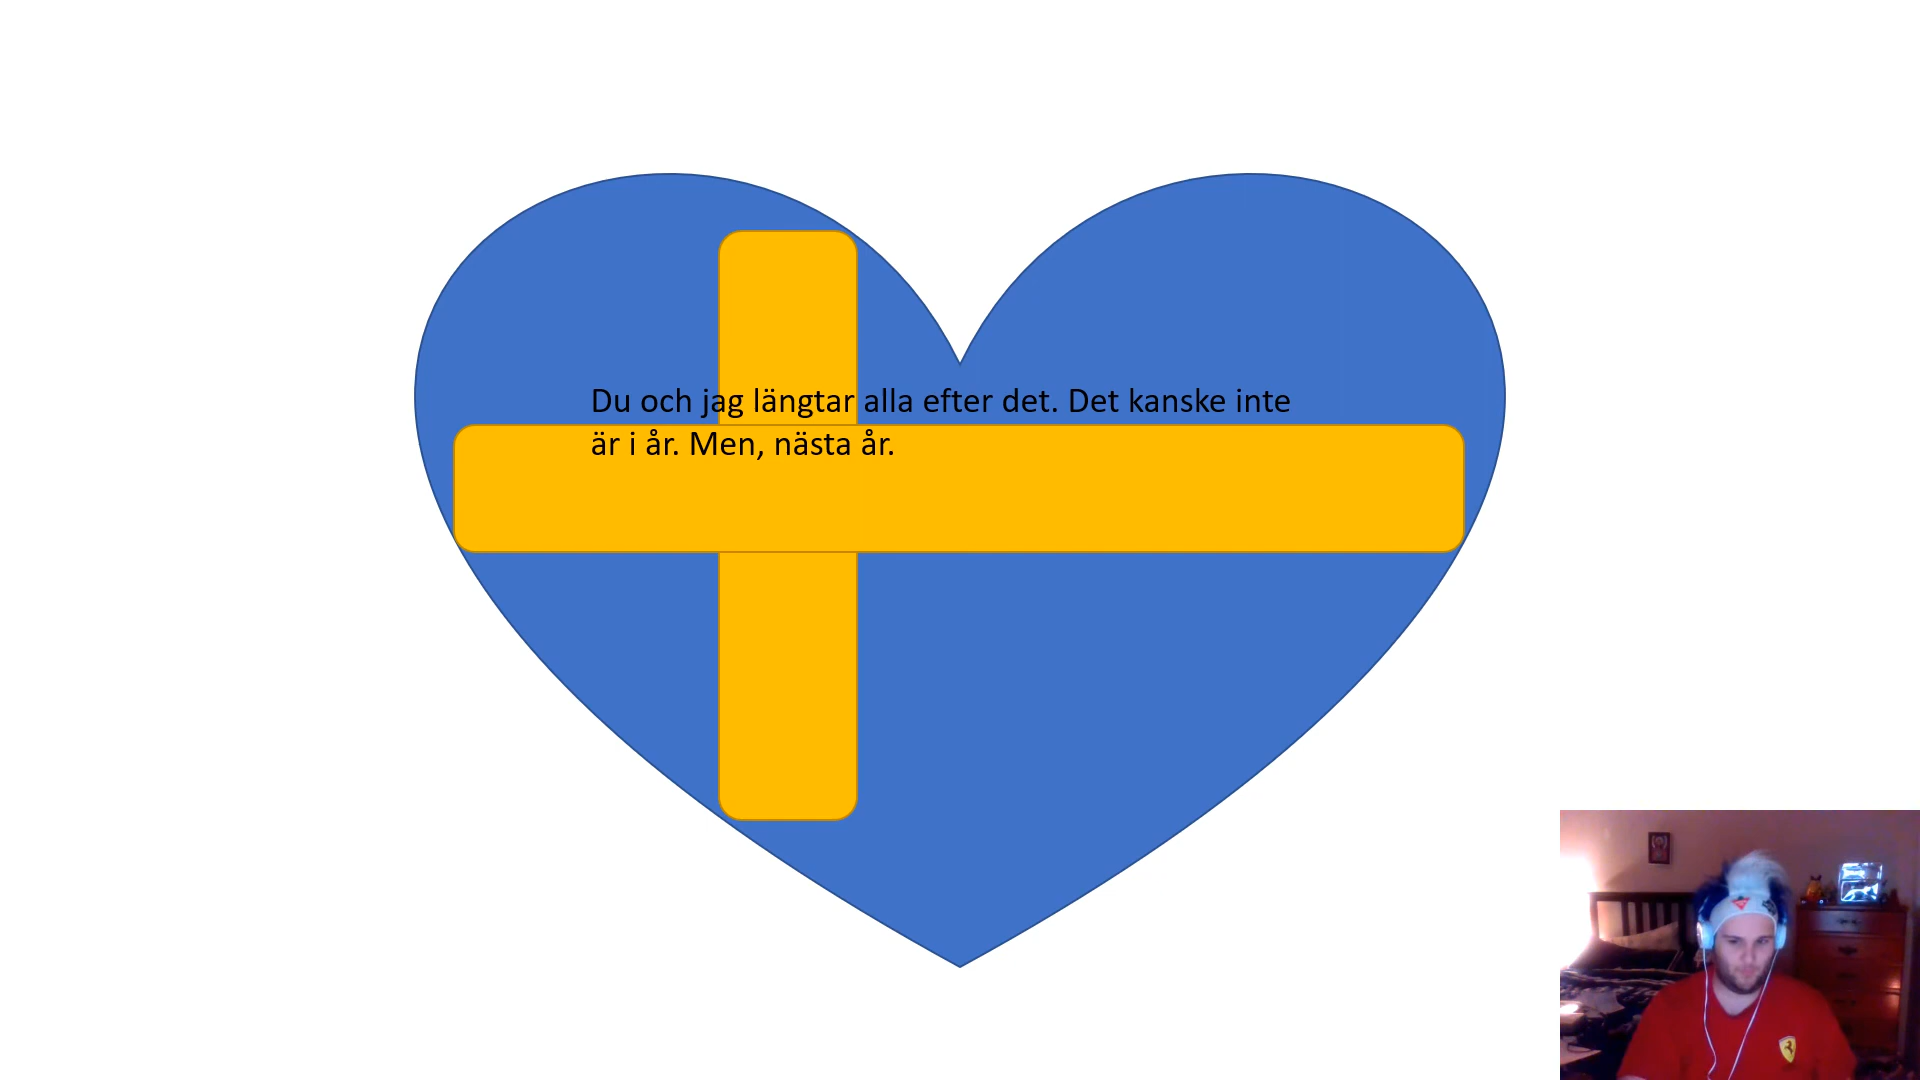 Du och jag längtar alla efter det. Det kanske inte
är i år. Men, nästa år.